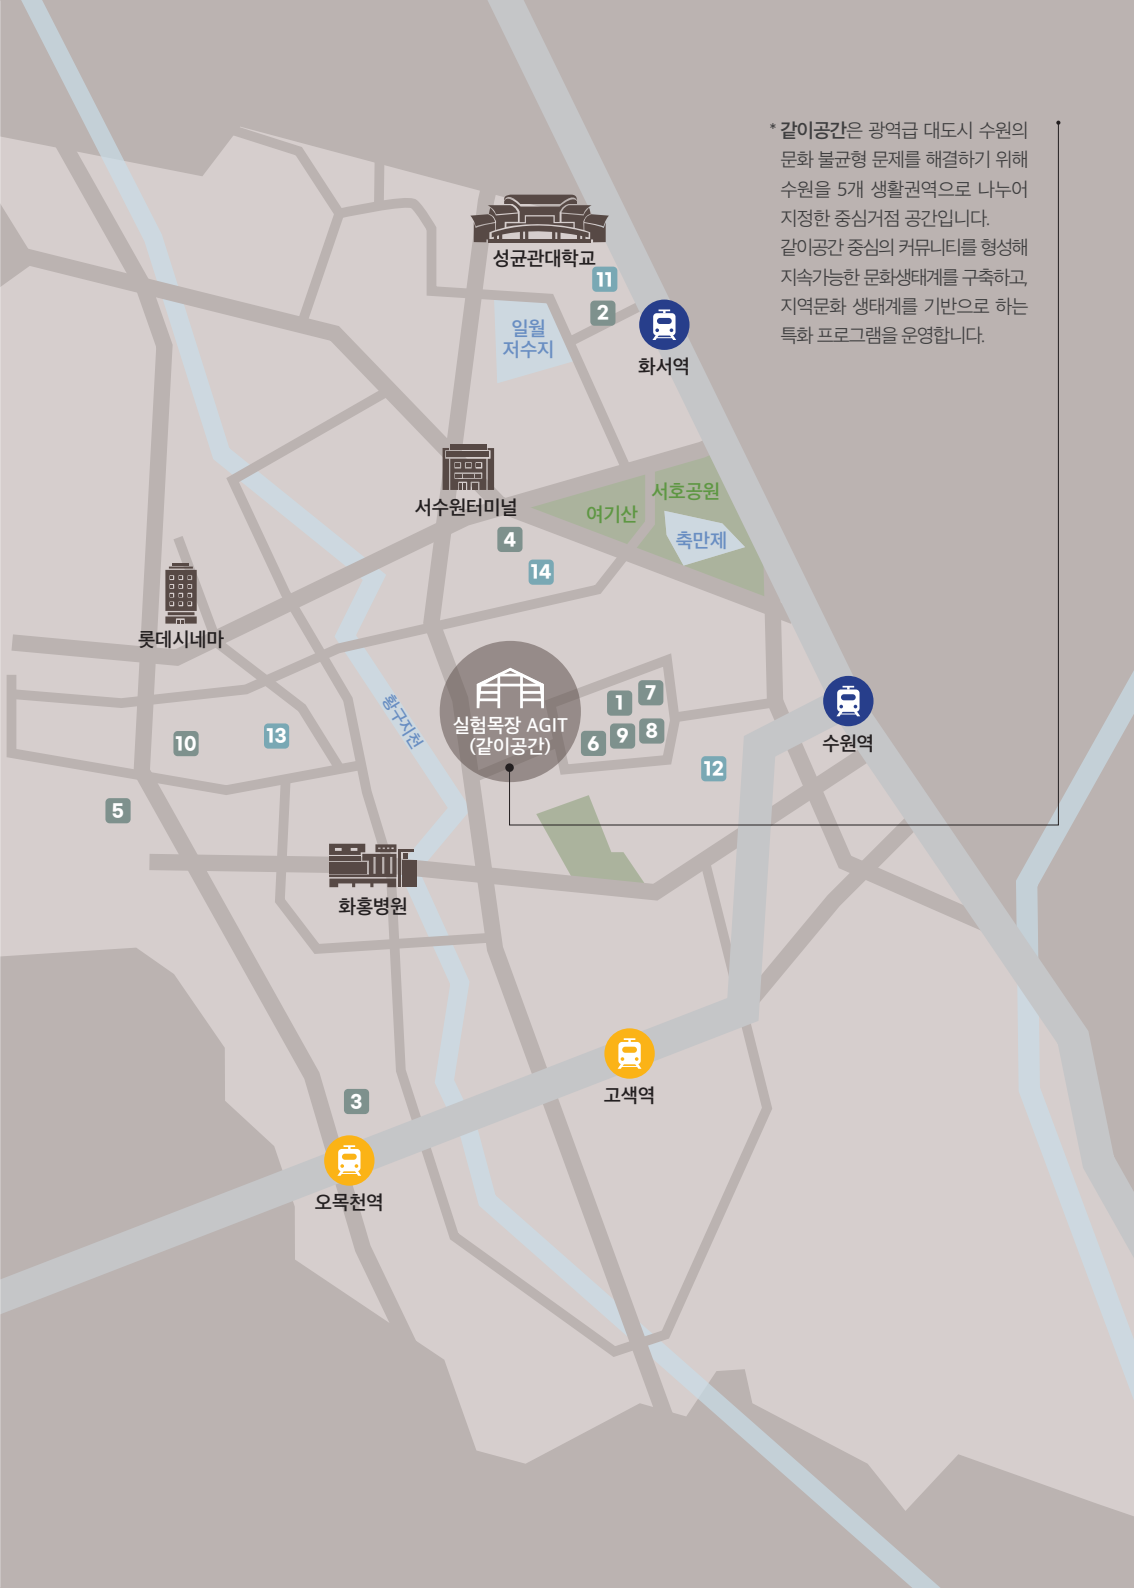 * 같이공간은 광역급 대도시 수원의
문화 불균형 문제를 해결하기 위해
수원을 5개 생활권역으로 나누어
지정한 중심거점 공간입니다.
같이공간 중심의 커뮤니티를 형성해
지속가능한 문화생태계를 구축하고,
지역문화 생태계를 기반으로 하는
특화 프로그램을 운영합니다.
성균관대학교
11
2
일월
저수지
화서역
서수원터미널
서호공원
여기산
축만제
4
14
롯데시네마
황구지천
실험목장 AGIT
(같이공간)
1
7
6
9
8
수원역
10
13
12
5
화홍병원
고색역
3
오목천역